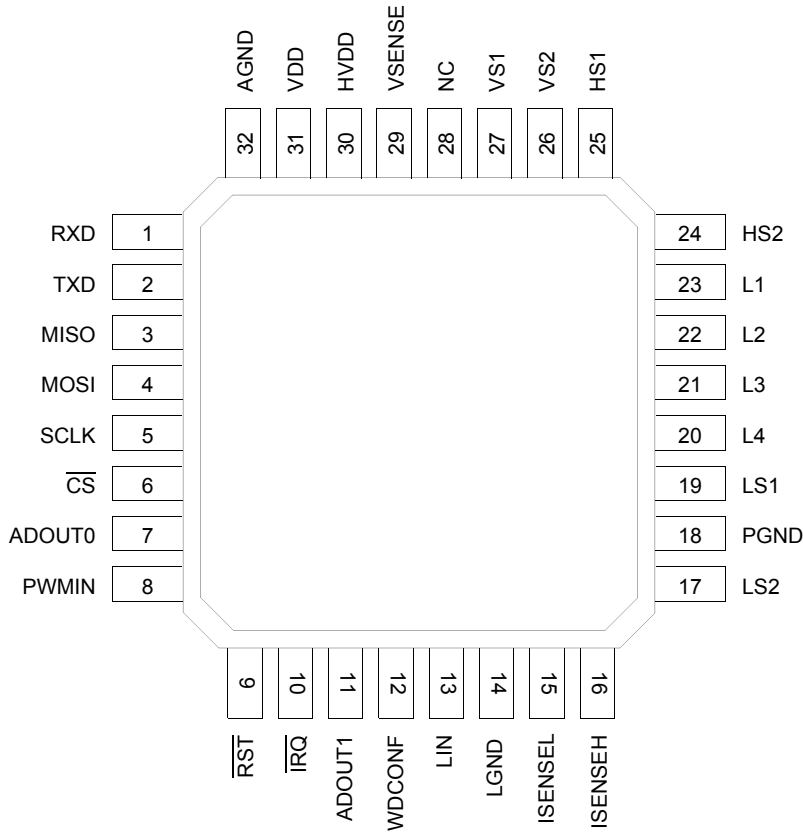 AGND VDD HVDD VSENSE NC VS1 VS2 HS1
32 31 30 29 28 27 26 25
RXD 1 24 HS2
TXD 2 23 L1
MISO 3 22 L2
MOSI 4 21 L3
SCLK 5 20 L4
C̅S̅ 6 19 LS1
ADOUT0 7 18 PGND
PWMIN 8 17 LS2
9 10 11 12 13 14 15 16
R̅S̅T̅ I̅R̅Q̅ ADOUT1 WDCONF LIN LGND ISENSEL ISENSEH